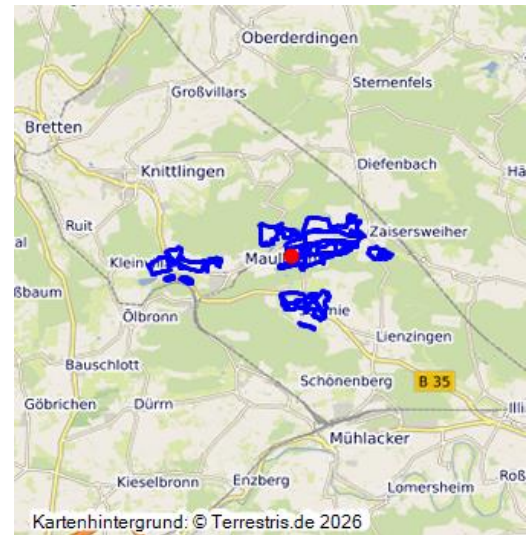 Oberderdingen
Sternenfels
Großvillars
Bretten
Diefenbach
Knittlingen
Ruit
Zaisersweiher
Ölbronn
Lienzingen
Bauschlott
Schönenberg
B 35
Göbrichen
Dürrn
Mühlacker
Kieselbronn
Enzberg
Lomersheim
Kartenhintergrund: © Terrestris.de 2026